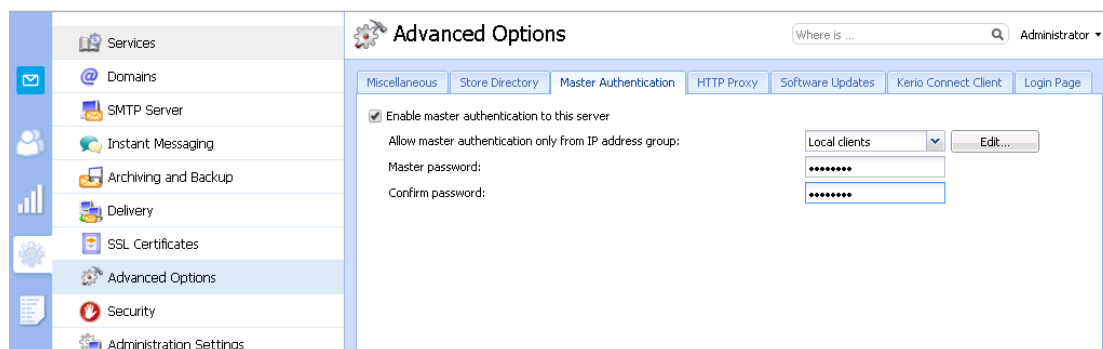 Services
Domains
SMTP Server
Instant Messaging
Archiving and Backup
Delivery
SSL Certificates
Advanced Options
Security
Administration Settings
Advanced Options
Where is ...
Administrator
Miscellaneous Store Directory Master Authentication HTTP Proxy Software Updates Kerio Connect Client Login Page
Enable master authentication to this server
Allow master authentication only from IP address group: Local clients Edit...
Master password: ••••••••
Confirm password: ••••••••